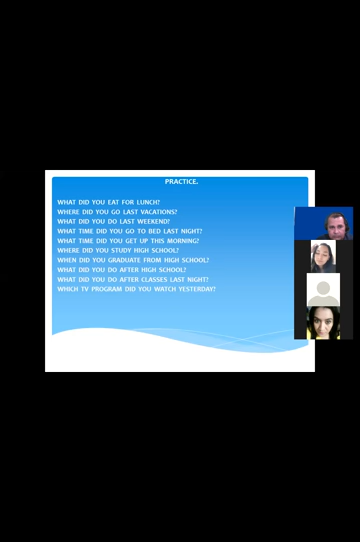 PRACTICE.
WHAT DID YOU EAT FOR LUNCH?
WHERE DID YOU GO LAST VACATIONS?
WHAT DID YOU DO LAST WEEKEND?
WHAT TIME DID YOU GO TO BED LAST NIGHT?
WHAT TIME DID YOU GET UP THIS MORNING?
WHERE DID YOU STUDY HIGH SCHOOL?
WHEN DID YOU GRADUATE FROM HIGH SCHOOL?
WHAT DID YOU DO AFTER HIGH SCHOOL?
WHAT DID YOU DO AFTER CLASSES LAST NIGHT?
WHICH TV PROGRAM DID YOU WATCH YESTERDAY?